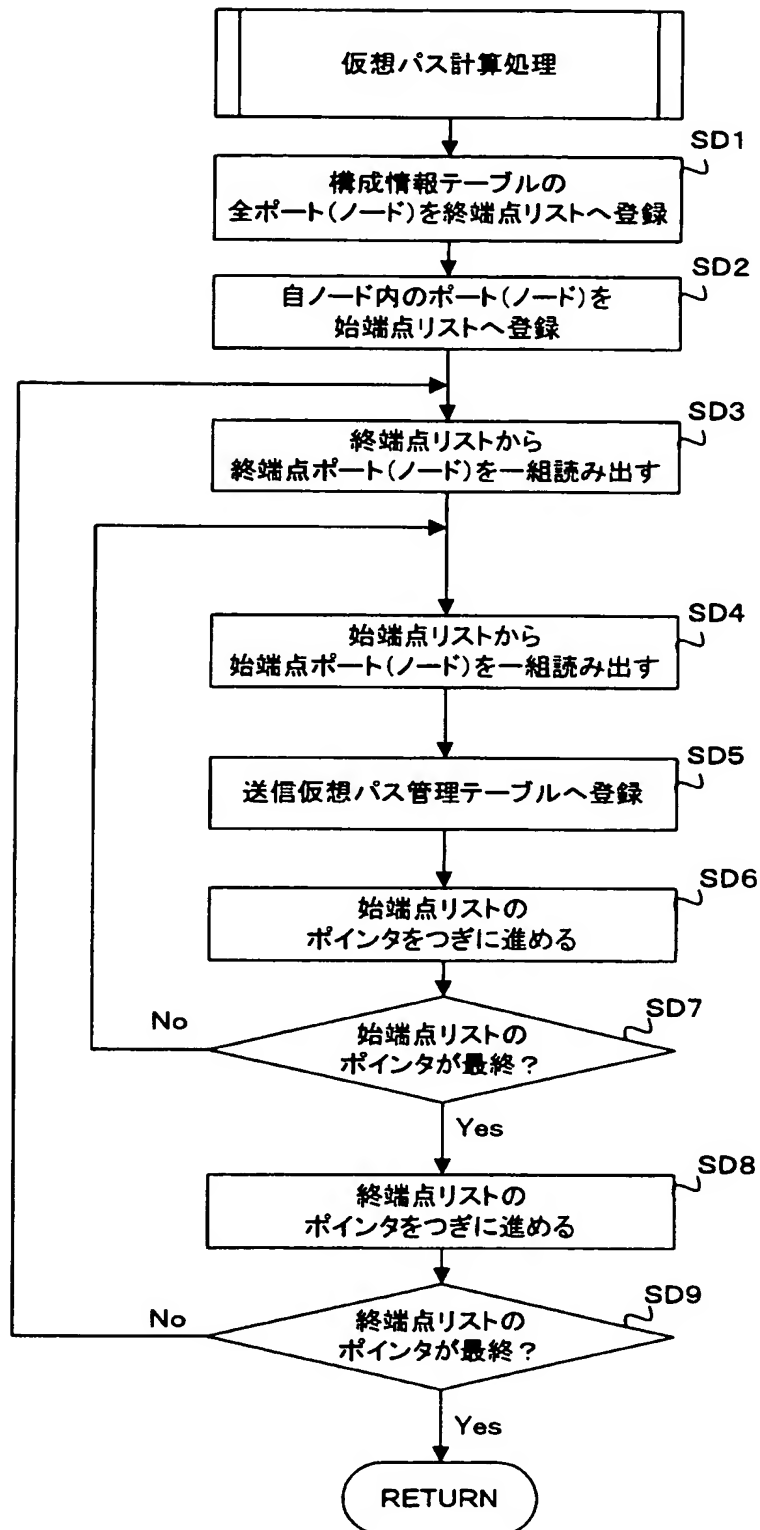 仮想パス計算処理
SD1
構成情報テーブルの
全ポート(ノード)を終端点リストへ登録
SD2
自ノード内のポート(ノード)を
始端点リストへ登録
SD3
終端点リストから
終端点ポート(ノード)を一組読み出す
SD4
始端点リストから
始端点ポート(ノード)を一組読み出す
SD5
送信仮想パス管理テーブルへ登録
SD6
始端点リストの
ポインタをつぎに進める
SD7
No
始端点リストの
ポインタが最終?
Yes
SD8
終端点リストの
ポインタをつぎに進める
SD9
No
終端点リストの
ポインタが最終?
Yes
RETURN